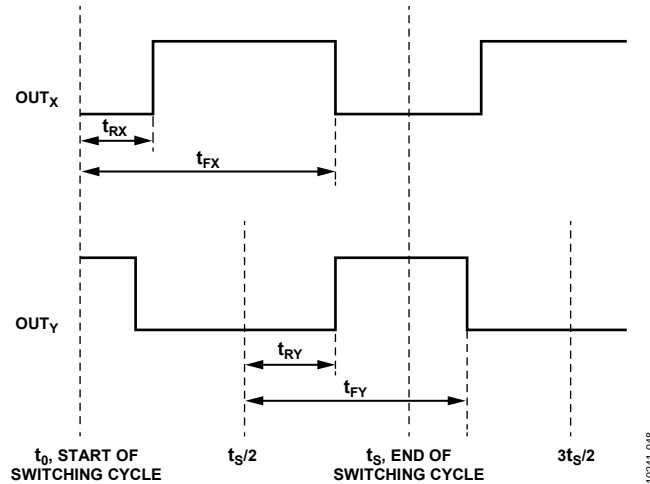 OUTX
tRX
tFX
OUTY
tRY
tFY
t0, START OF
SWITCHING CYCLE
tS/2
tS, END OF
SWITCHING CYCLE
3tS/2
10241-048